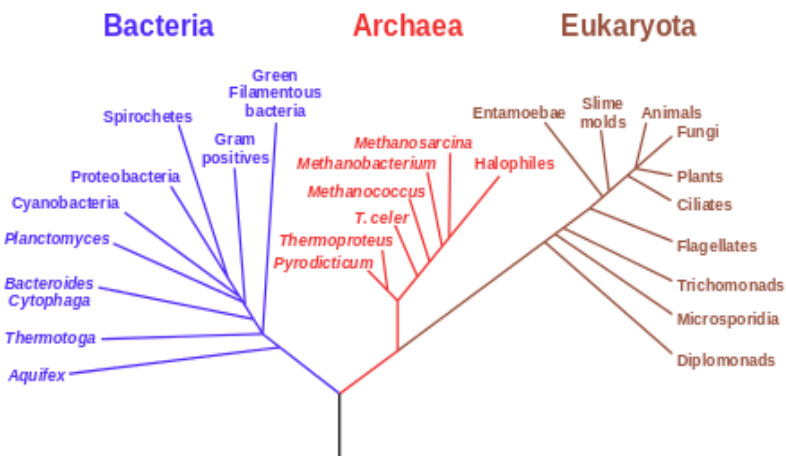 Bacteria
Archaea
Eukaryota
Green
Filamentous
bacteria
Spirochetes
Gram
positives
Proteobacteria
Cyanobacteria
Planctomyces
Bacteroides
Cytophaga
Thermotoga
Aquifex
Methanosarcina
Methanobacterium
Halophiles
Methanococcus
T. celer
Thermoproteus
Pyrodicticum
Entamoebae
Slime
molds
Animals
Fungi
Plants
Ciliates
Flagellates
Trichomonads
Microsporidia
Diplomonads